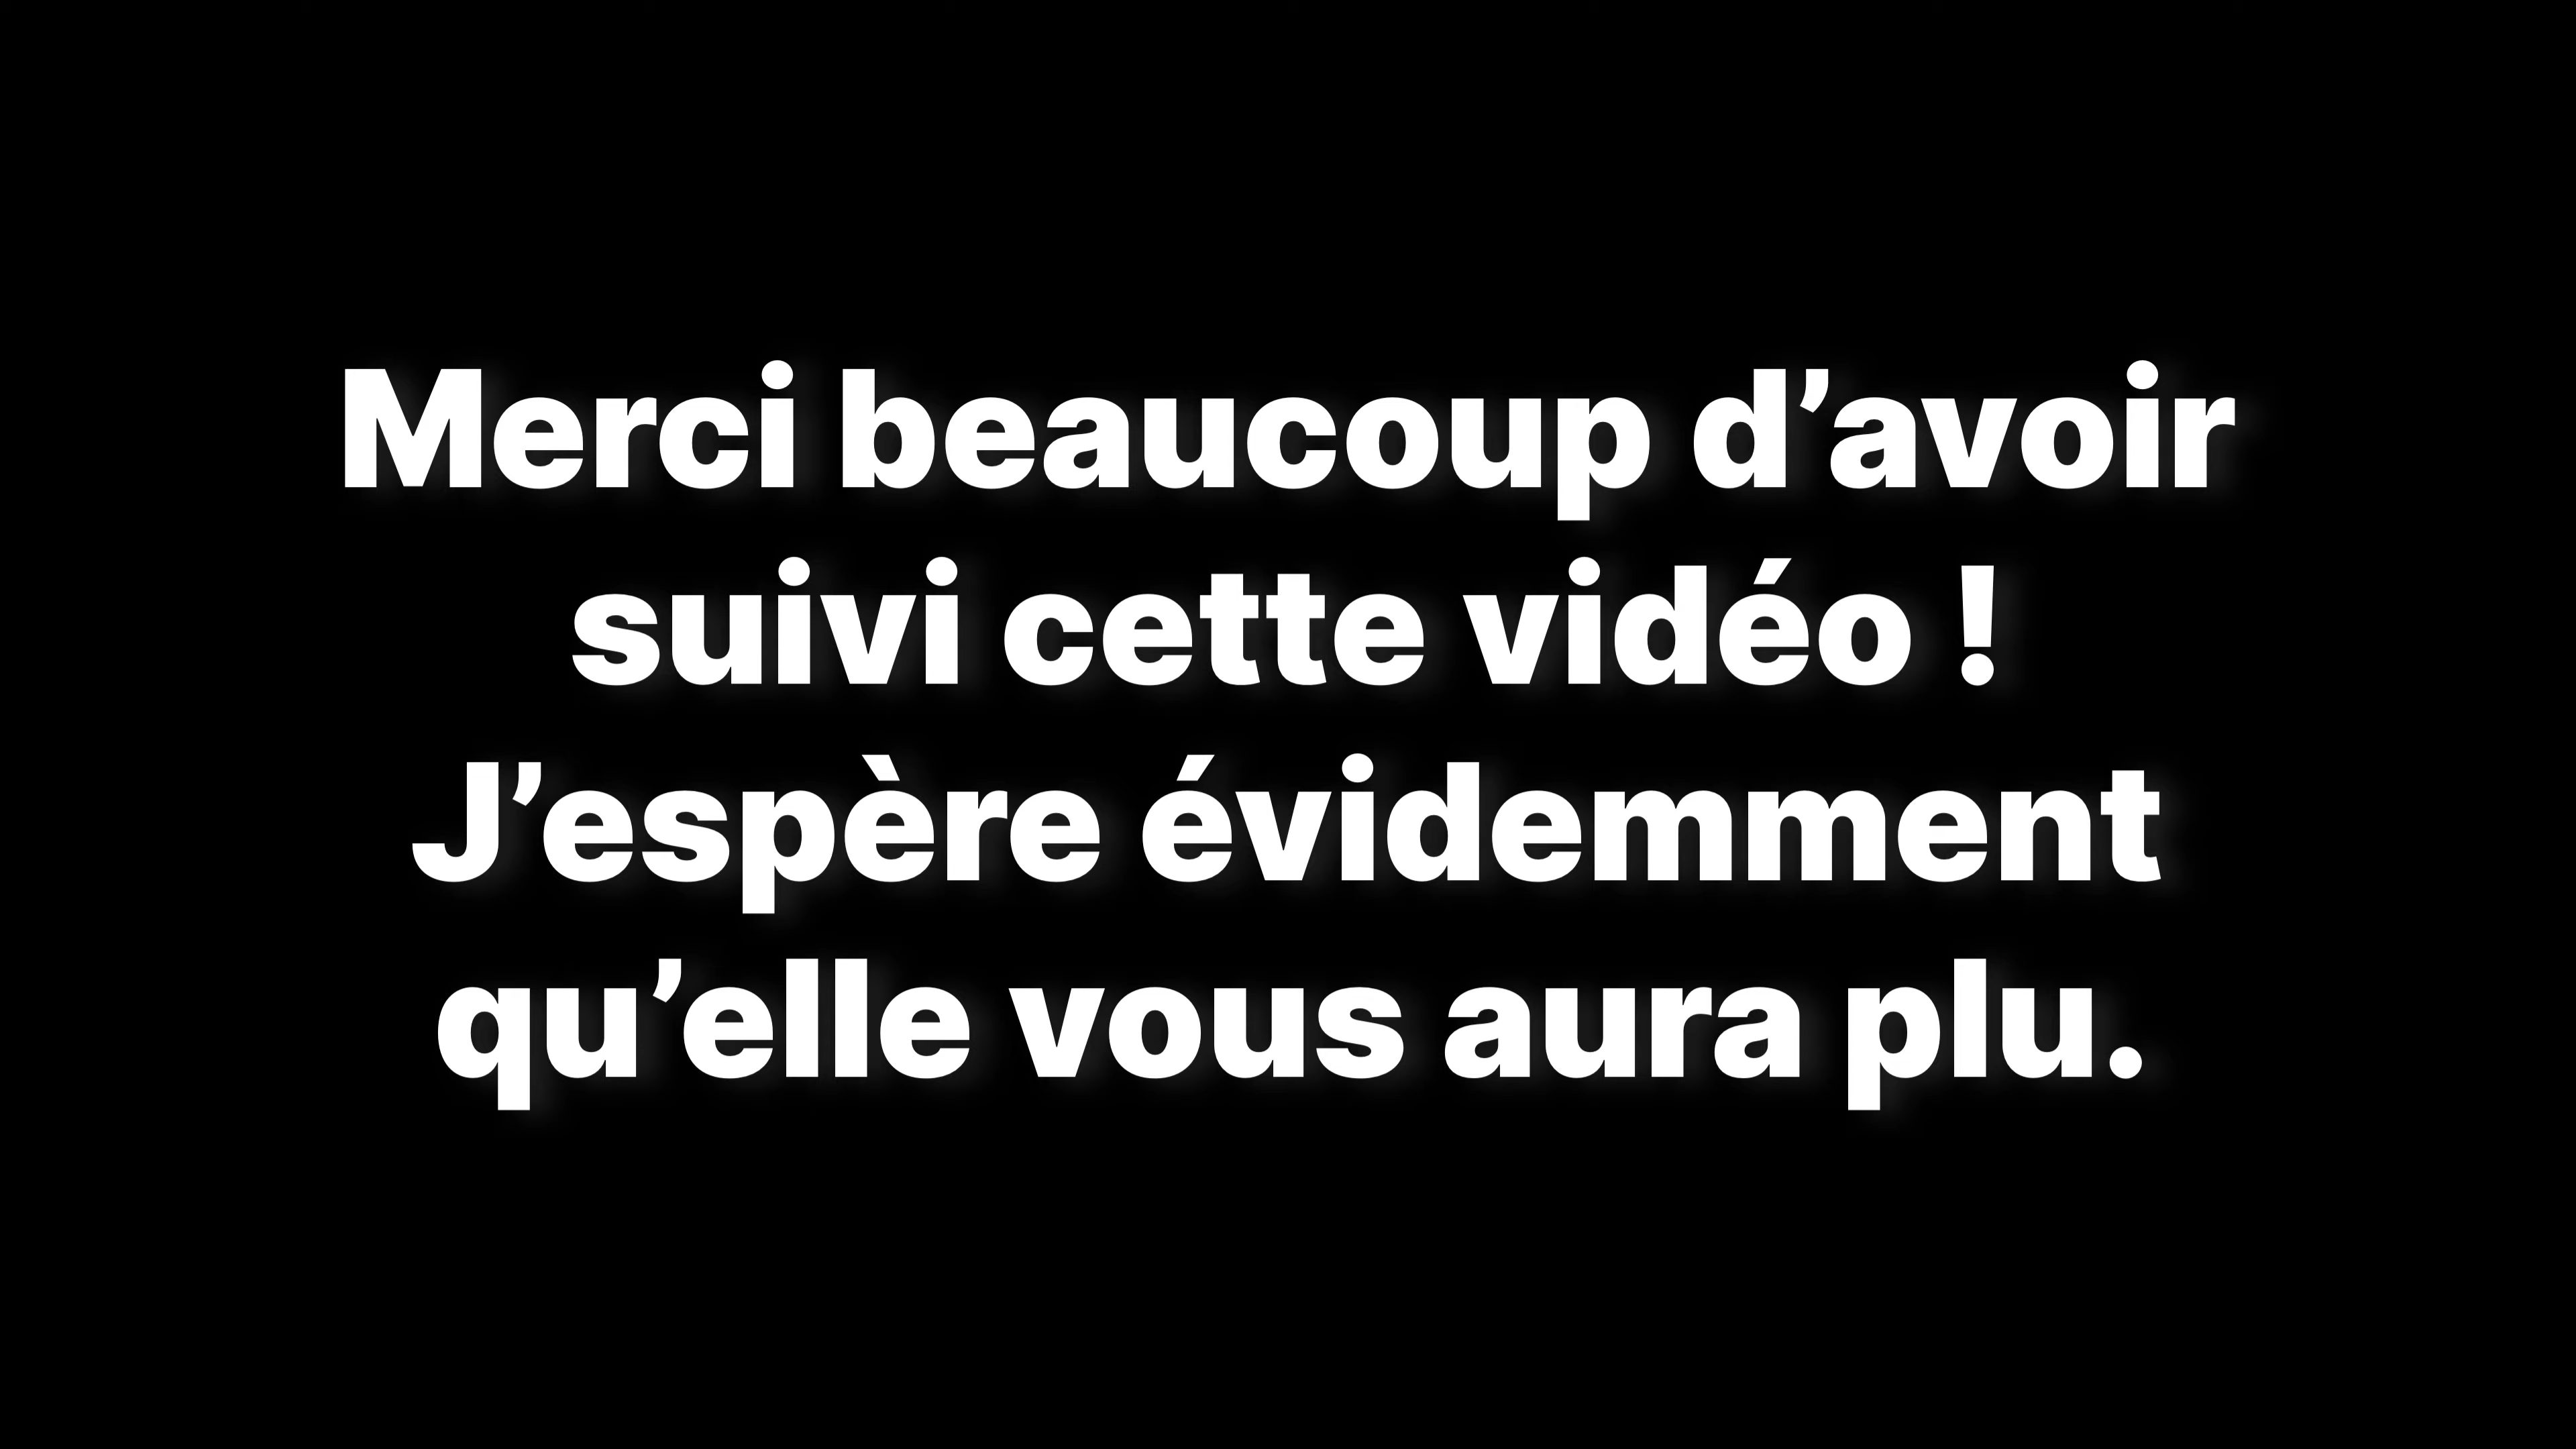 Merci beaucoup d’avoir
suivi cette vidéo !
J’espère évidemment
qu’elle vous aura plu.